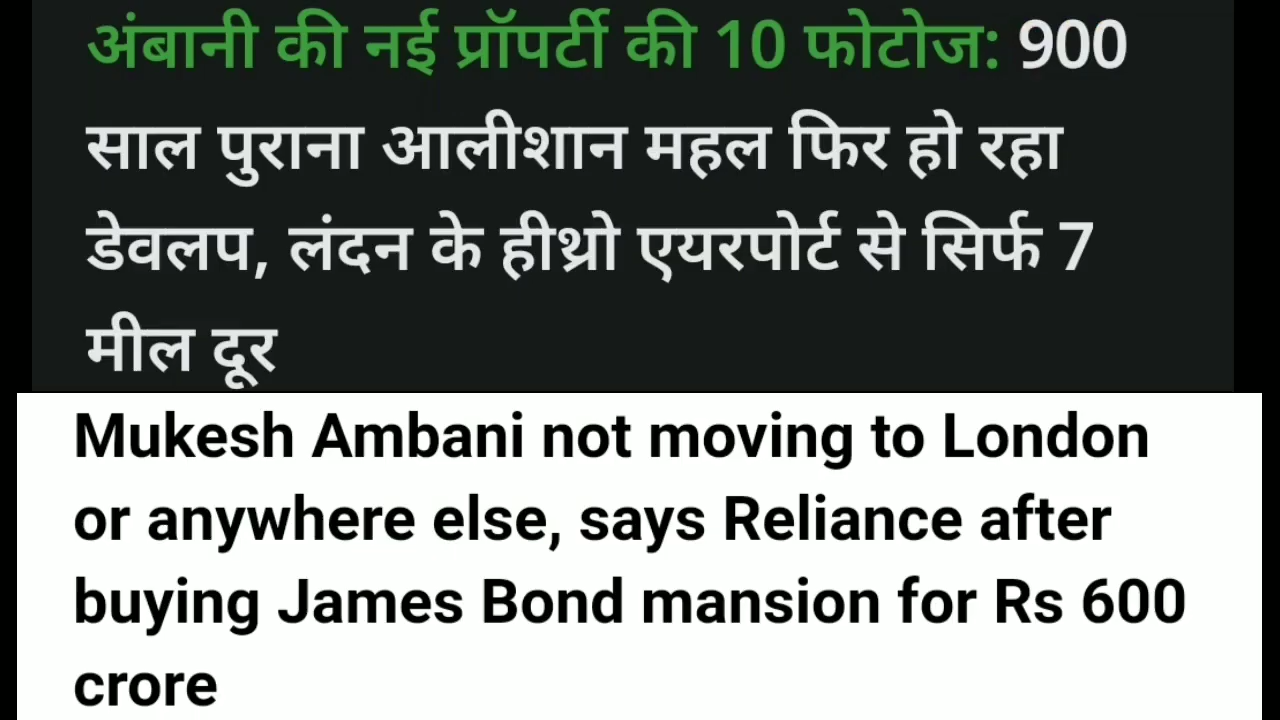 अंबानी की नई प्रॉपर्टी की 10 फोटोज: 900
साल पुराना आलीशान महल फिर हो रहा
डेवलप, लंदन के हीथ्रो एयरपोर्ट से सिर्फ 7
मील दूर
Mukesh Ambani not moving to London
or anywhere else, says Reliance after
buying James Bond mansion for Rs 600
crore